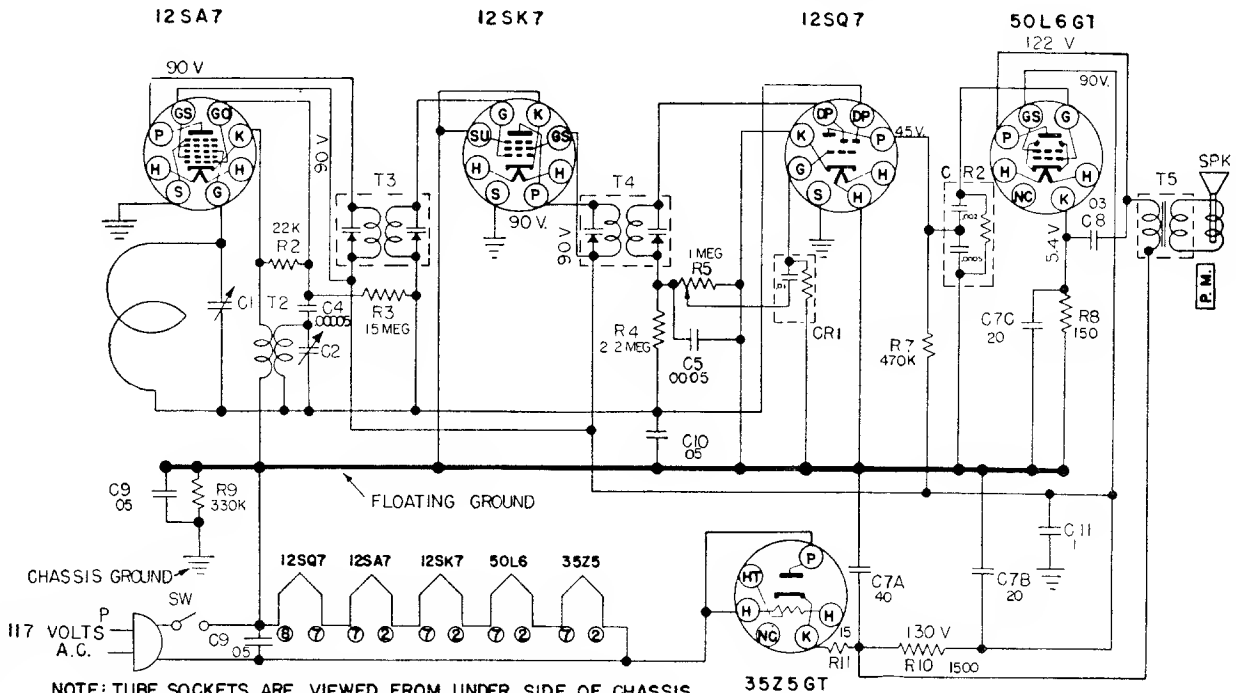 12SA7
12SK7
12SQ7
50L6GT
122 V
90 V
90V.
GS
GO
P
K
H
H
S
G
90 V
T3
G
K
SU
GS
H
H
S
P
90 V.
T4
90 V
DP
DP
K
P
45V.
G
H
S
H
C R2
.002
.0005
GS
G
P
H
H
NC
K
5.4V
.03
C8
T5
SPK
P. M.
22K
R2
T2
C4
.00005
C1
C2
R3
15 MEG
1 MEG
R5
R4
2.2 MEG
C5
.0005
.01
CR1
R7
470K
C7C
20
R8
150
C10
.05
C9
.05
R9
330K
FLOATING GROUND
CHASSIS GROUND
12SQ7
12SA7
12SK7
50L6
35Z5
SW
P
117 VOLTS
A.C.
C9
.05
8
7
7
2
7
2
7
2
7
2
P
HT
H
H
NC
K
15
R11
C7A
40
130 V
R10
1500
C7B
20
C11
.1
35Z5GT
NOTE: TUBE SOCKETS ARE VIEWED FROM UNDER SIDE OF CHASSIS